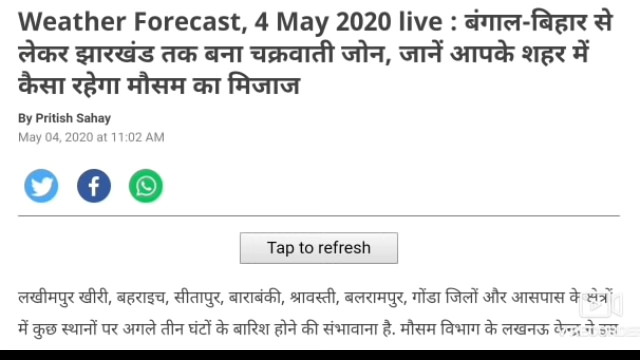 Weather Forecast, 4 May 2020 live : बंगाल-बिहार से
लेकर झारखंड तक बना चक्रवाती जोन, जानें आपके शहर में
कैसा रहेगा मौसम का मिजाज
By Pritish Sahay
May 04, 2020 at 11:02 AM
Tap to refresh
लखीमपुर खीरी, बहराइच, सीतापुर, बाराबंकी, श्रावस्ती, बलरामपुर, गोंडा जिलों और आसपास के क्षेत्रों
में कुछ स्थानों पर अगले तीन घंटों के बारिश होने की संभावाना है. मौसम विभाग के लखनऊ केन्द्र ने इस